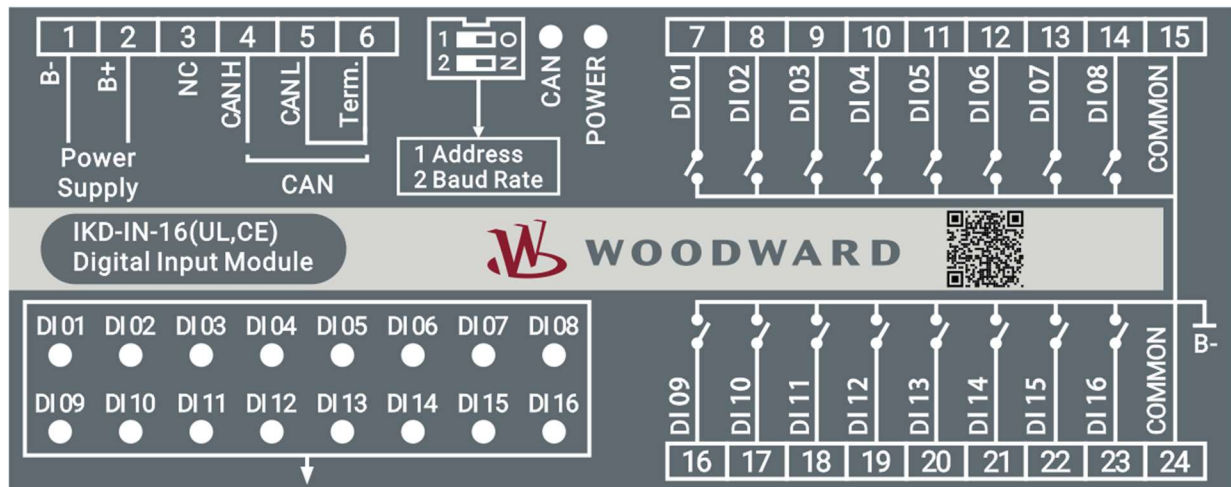 1 2 3 4 5 6
B- B+ NC CAN H CAN L Term.
Power
Supply
CAN
1 O
2 N
CAN POWER
1 Address
2 Baud Rate
7 8 9 10 11 12 13 14 15
DI 01 DI 02 DI 03 DI 04 DI 05 DI 06 DI 07 DI 08 COMMON
IKD-IN-16(UL,CE)
Digital Input Module
W WOODWARD
DI 01 DI 02 DI 03 DI 04 DI 05 DI 06 DI 07 DI 08
DI 09 DI 10 DI 11 DI 12 DI 13 DI 14 DI 15 DI 16
B-
DI 09 DI 10 DI 11 DI 12 DI 13 DI 14 DI 15 DI 16 COMMON
16 17 18 19 20 21 22 23 24